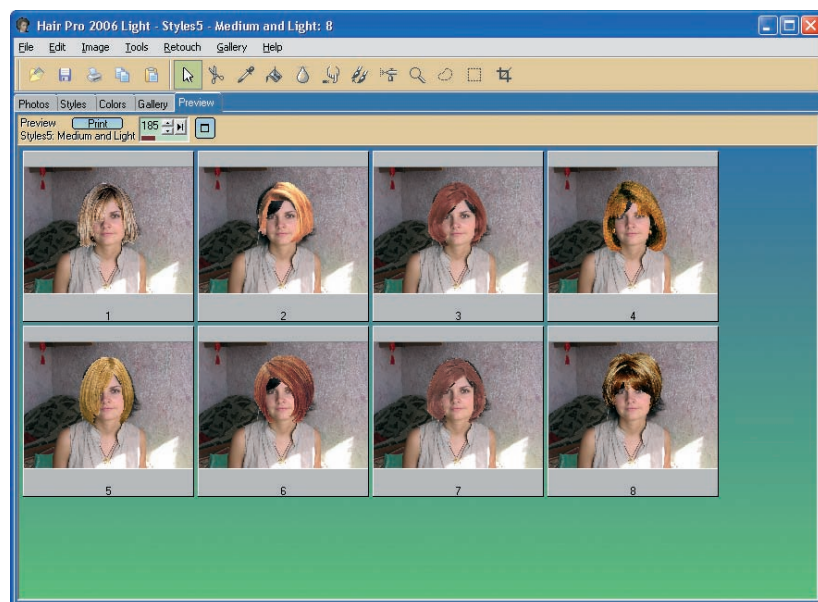 Hair Pro 2006 Light - Styles5 - Medium and Light: 8
File Edit Image Tools Retouch Gallery Help
Photos Styles Colors Gallery Preview
Preview Print 185
Styles5: Medium and Light
1 2 3 4
5 6 7 8